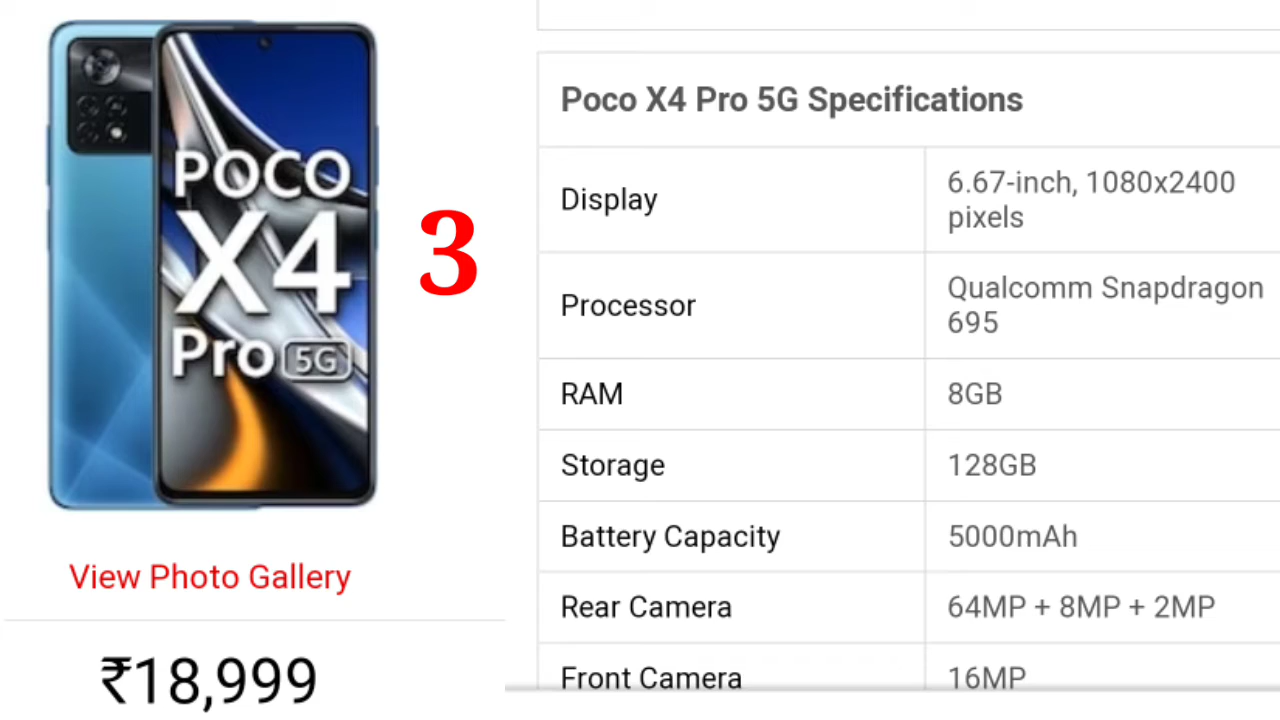 POCO
X4
Pro 5G
3
View Photo Gallery
₹18,999
Poco X4 Pro 5G Specifications
Display
6.67-inch, 1080x2400
pixels
Processor
Qualcomm Snapdragon
695
RAM
8GB
Storage
128GB
Battery Capacity
5000mAh
Rear Camera
64MP + 8MP + 2MP
Front Camera
16MP